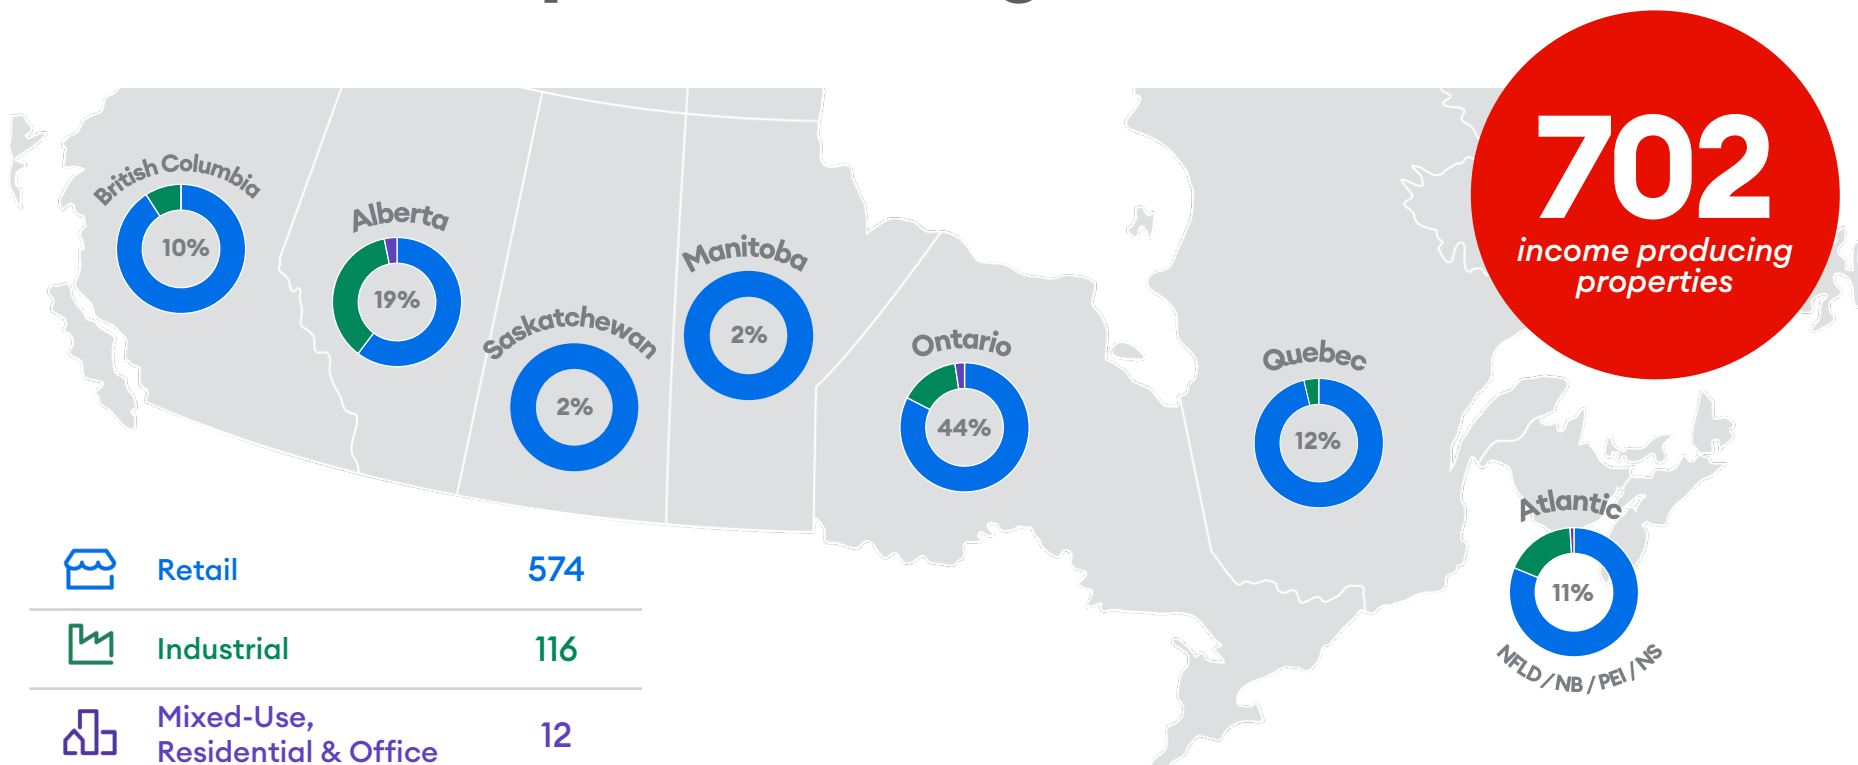 702
income producing
properties
British Columbia
10%
Alberta
19%
Saskatchewan
2%
Manitoba
2%
Ontario
44%
Quebec
12%
Atlantic
11%
NFLD / NB / PEI / NS
Retail 574
Industrial 116
Mixed-Use,
Residential & Office 12